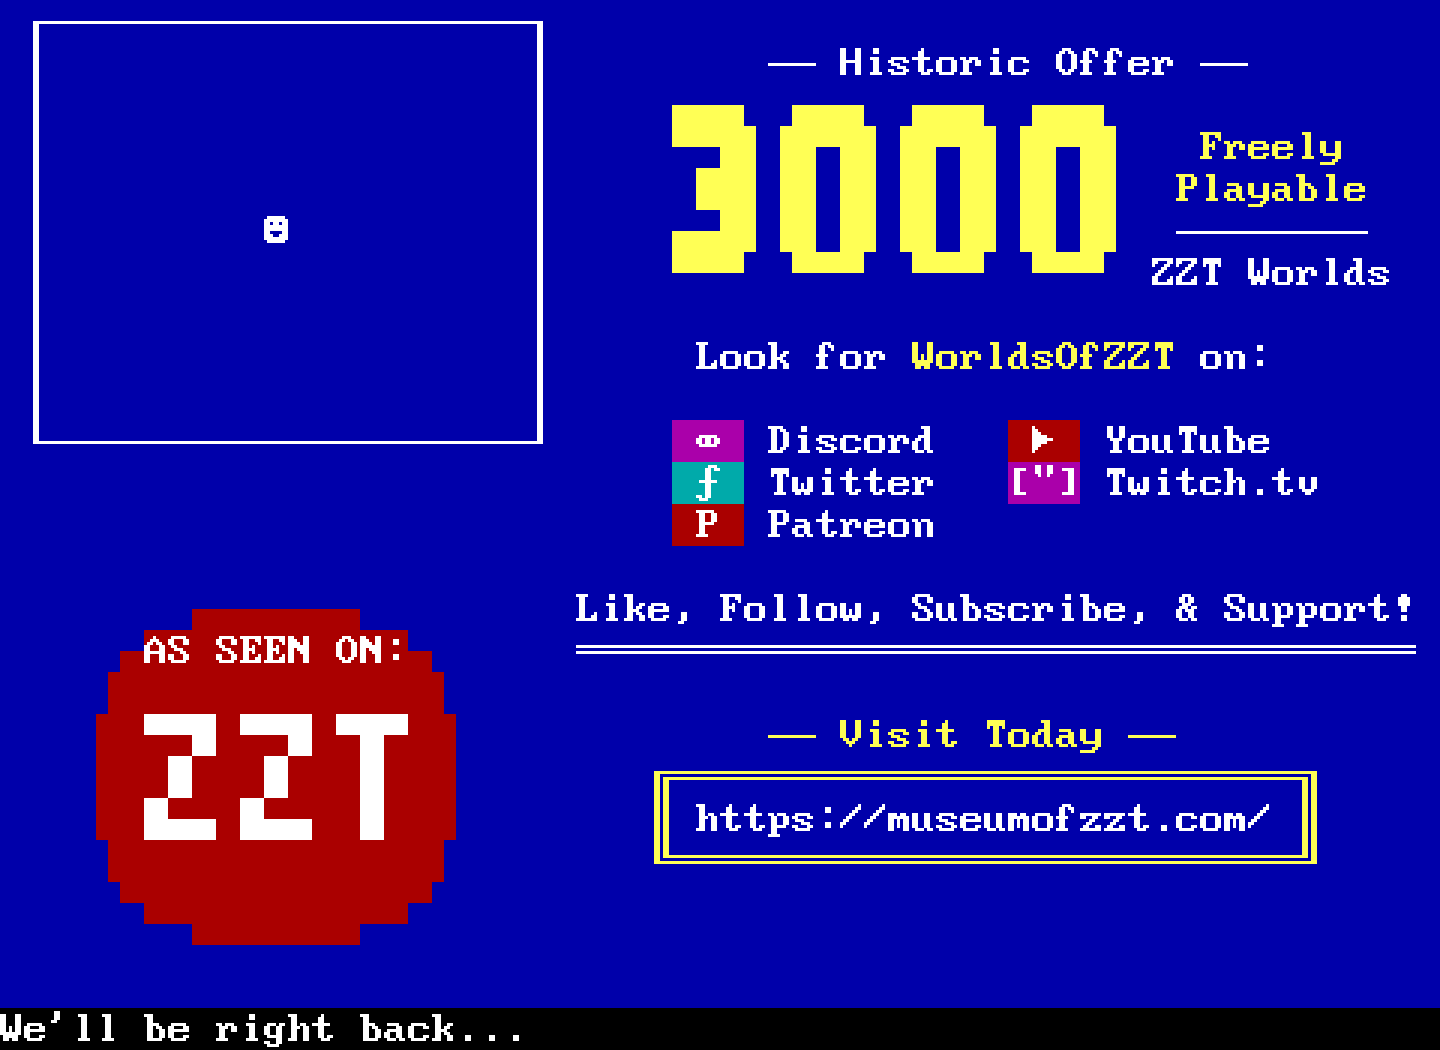 Historic Offer
3000
Freely
Playable
ZZT Worlds
Look for WorldsOfZZT on:
Discord
YouTube
Twitter
["] Twitch.tv
P Patreon
Like, Follow, Subscribe, & Support!
AS SEEN ON:
ZZT
Visit Today
https://museumofzzt.com/
We'll be right back...